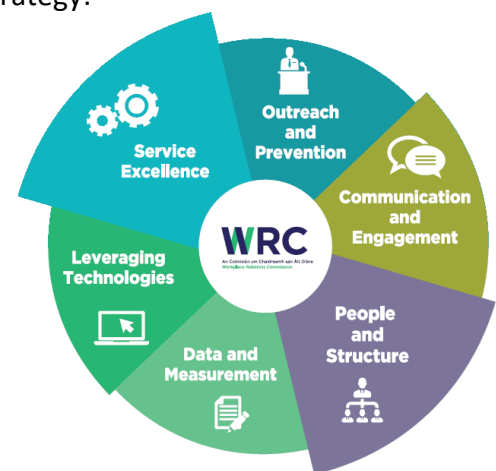 rategy:
Outreach
and
Prevention
Communication
and
Engagement
People
and
Structure
Data and
Measurement
Leveraging
Technologies
Service
Excellence
WRC
An Coimisiún um Chaidreamh san Áit Oibre
Workplace Relations Commission